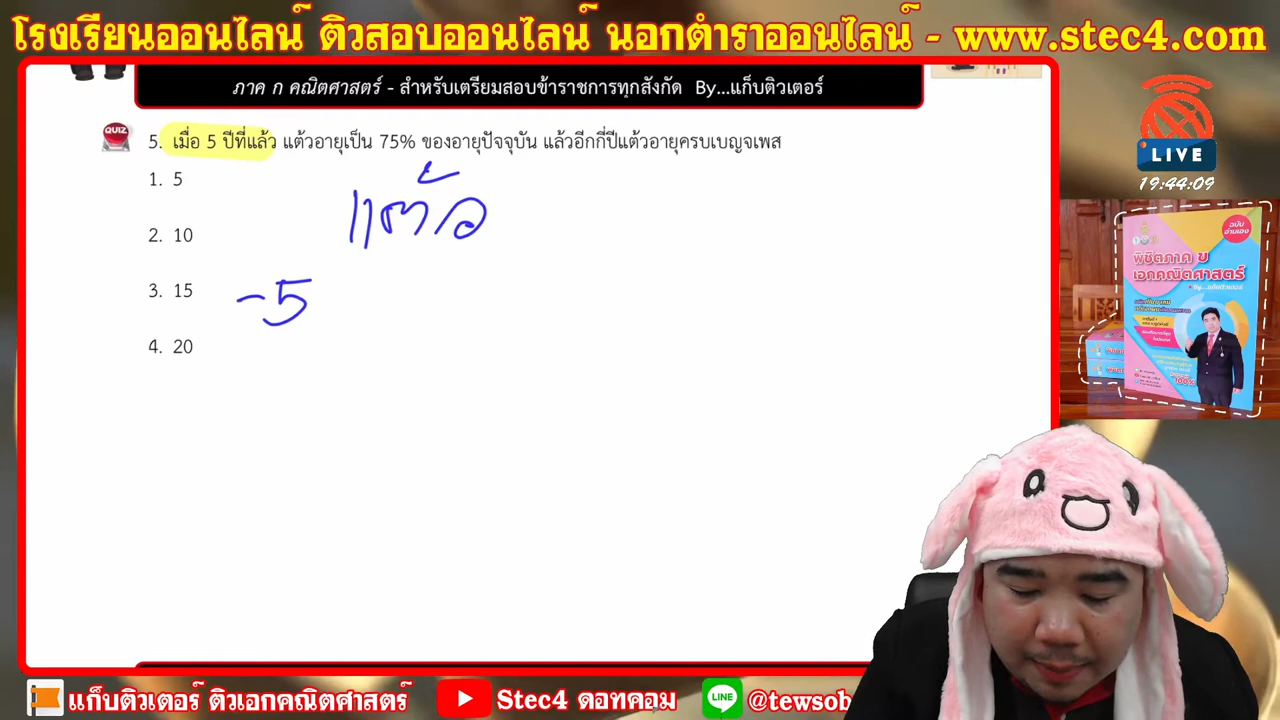 โรงเรียนออนไลน์ ติวสอบออนไลน์ นอกตำราออนไลน์ - www.stec4.com
ภาค ก คณิตศาสตร์ - สำหรับเตรียมสอบข้าราชการทุกสังกัด By...แก็บติวเตอร์
QUIZ
5. เมื่อ 5 ปีที่แล้ว แต้วอายุเป็น 75% ของอายุปัจจุบัน แล้วอีกกี่ปีแต้วอายุครบเบญจเพส
1. 5
แต้ว
2. 10
3. 15
-5
4. 20
LIVE
19:44:09
ฉบับ
อ่านเอง
พิชิตภาค ข
เอกคณิตศาสตร์
100%
แก็บติวเตอร์ ติวเอกคณิตศาสตร์
Stec4 ดอทคอม
LINE
@tewsob